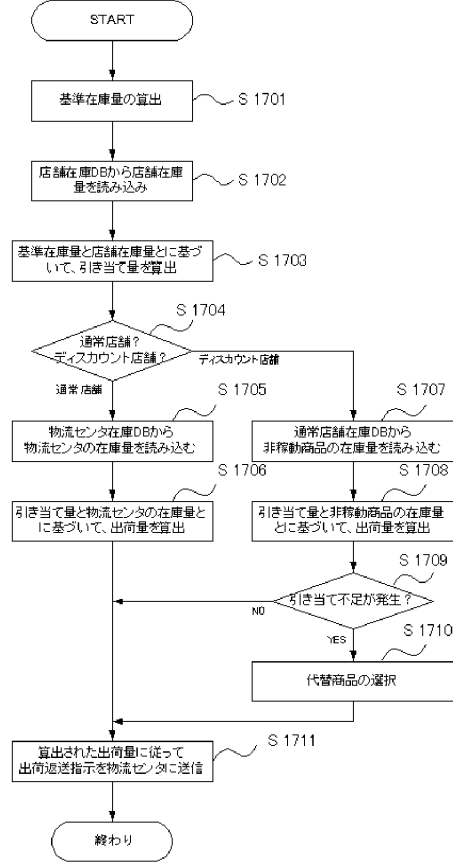 START
基準在庫量の算出
S 1701
店舗在庫DBから店舗在庫
量を読み込み
S 1702
基準在庫量と店舗在庫量とに基づ
いて、引き当て量を算出
S 1703
S 1704
通常店舗?
ディスカウント店舗?
ディスカウント店舗
通常店舗
S 1705
物流センタ在庫DBから
物流センタの在庫量を読み込む
S 1707
通常店舗在庫DBから
非稼動商品の在庫量を読み込む
S 1706
引き当て量と物流センタの在庫量と
に基づいて、出荷量を算出
S 1708
引き当て量と非稼動商品の在庫量
とに基づいて、出荷量を算出
S 1709
引き当て不足が発生?
NO
YES
S 1710
代替商品の選択
算出された出荷量に従って
出荷返送指示を物流センタに送信
S 1711
終わり